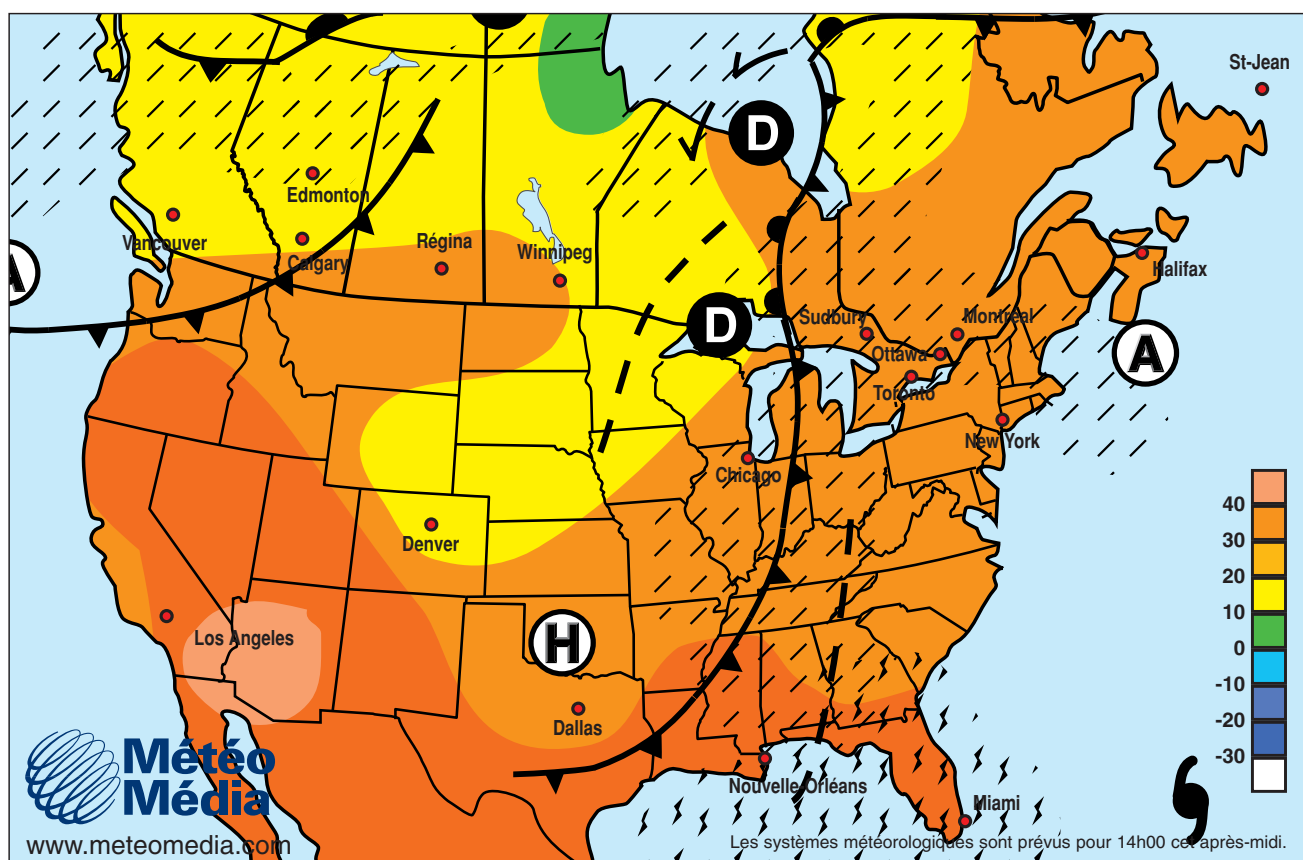 St-Jean
D
Edmonton
Vancouver
Calgary
Régina
Winnipeg
A
Halifax
D
Sudbury
Montréal
Ottawa
A
Toronto
New York
Chicago
Denver
Los Angeles
H
Dallas
Nouvelle-Orléans
Miami
40
30
20
10
0
-10
-20
-30
Météo
Média
www.meteomedia.com
Les systèmes météorologiques sont prévus pour 14h00 cet après-midi.